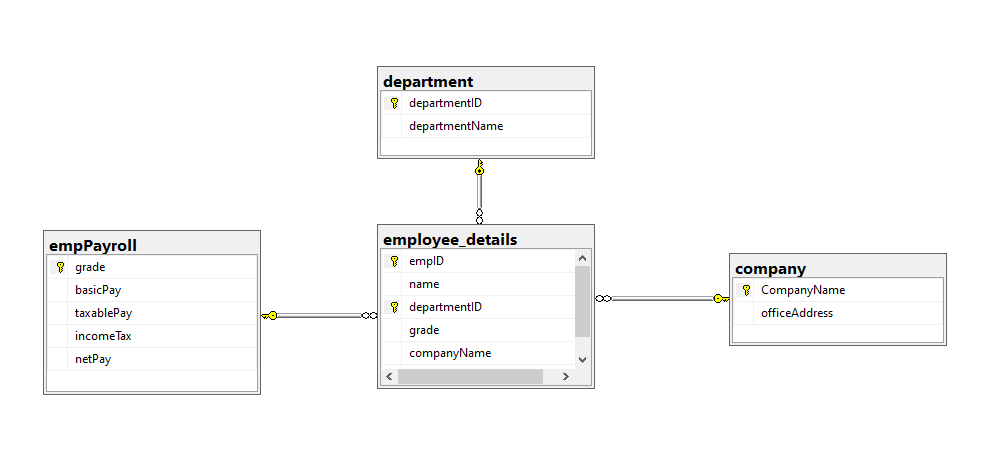 department
departmentID
departmentName
empPayroll
grade
basicPay
taxablePay
incomeTax
netPay
employee_details
empID
name
departmentID
grade
companyName
company
CompanyName
officeAddress